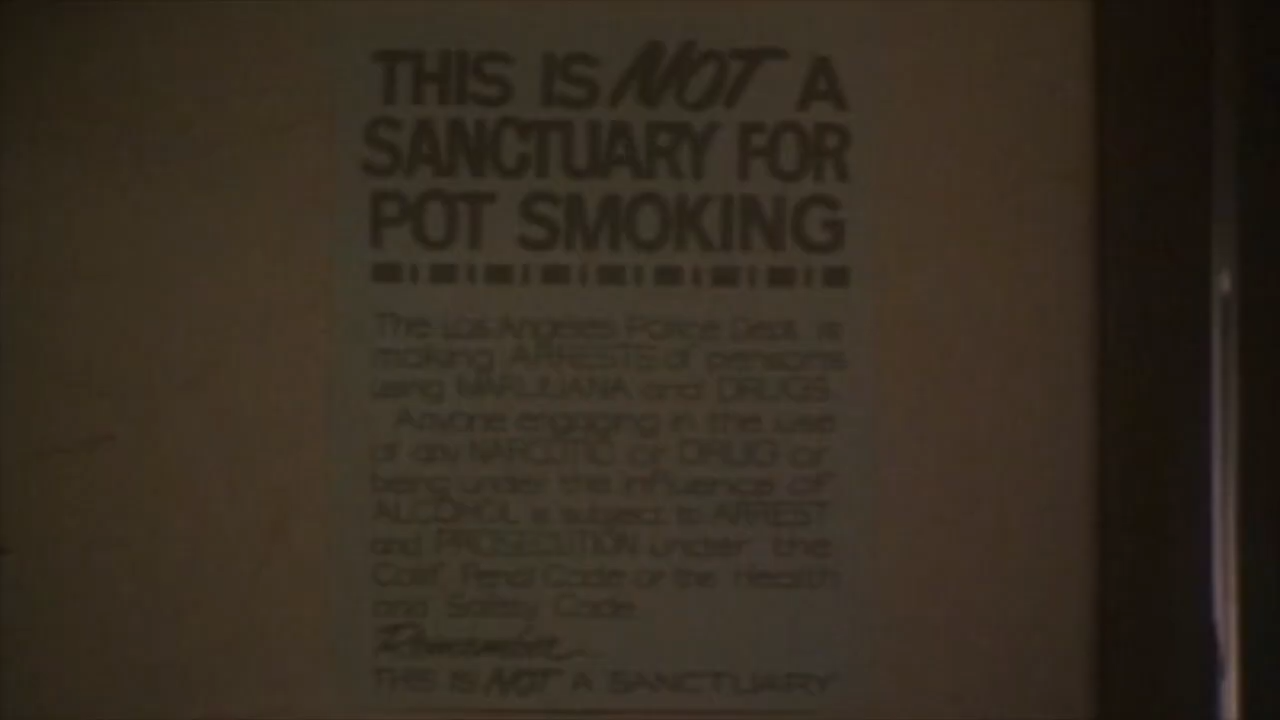 THIS IS NOT A
SANCTUARY FOR
POT SMOKING
The Los Angeles Police Dept. is
making ARRESTS of persons
using MARIJUANA and DRUGS.
Anyone engaging in the use
of any NARCOTIC or DRUG or
being under the influence of
ALCOHOL is subject to ARREST
and PROSECUTION under the
Calif. Penal Code or the Health
and Safety Code
Remember
THIS IS NOT A SANCTUARY